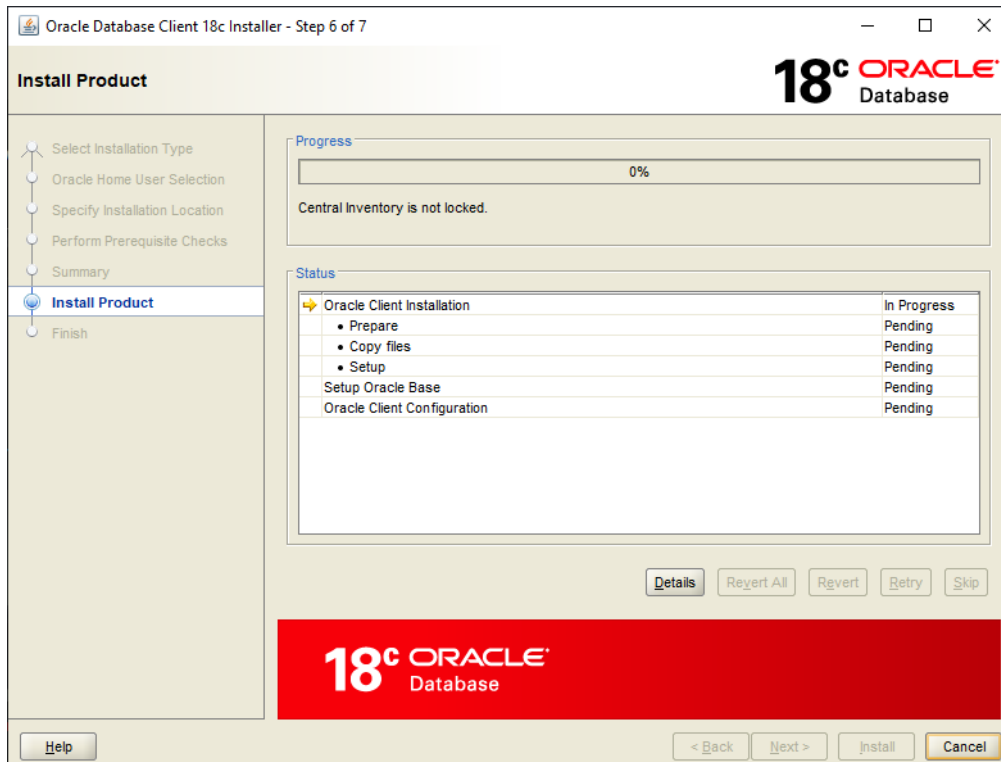 Oracle Database Client 18c Installer - Step 6 of 7
Install Product
18c ORACLE
Database
Select Installation Type
Oracle Home User Selection
Specify Installation Location
Perform Prerequisite Checks
Summary
Install Product
Finish
Progress
0%
Central Inventory is not locked.
Status
Oracle Client Installation In Progress
• Prepare Pending
• Copy files Pending
• Setup Pending
Setup Oracle Base Pending
Oracle Client Configuration Pending
Details Revert All Revert Retry Skip
18c ORACLE
Database
Help < Back Next > Install Cancel